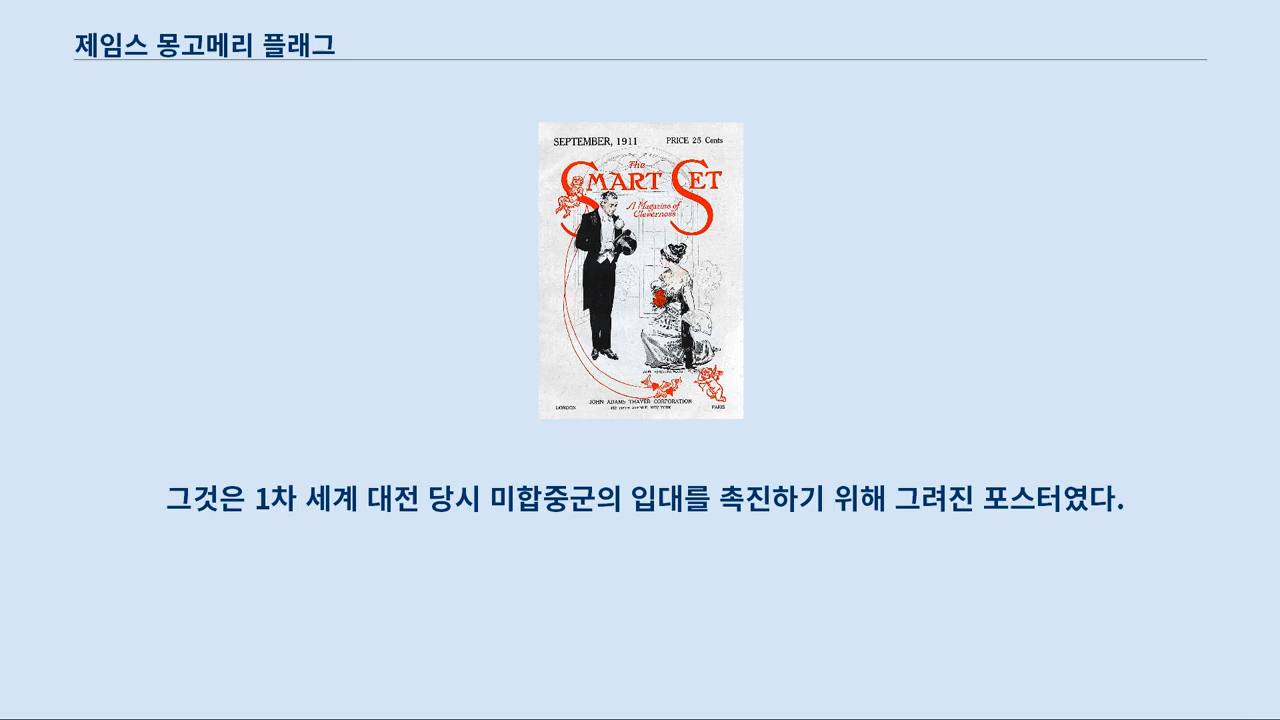 제임스 몽고메리 플래그
SEPTEMBER, 1911 PRICE 25 Cents
The
SMART SET
A Magazine of
Cleverness
JOHN ADAMS THAYER CORPORATION
LONDON NEW YORK PARIS
그것은 1차 세계 대전 당시 미합중군의 입대를 촉진하기 위해 그려진 포스터였다.